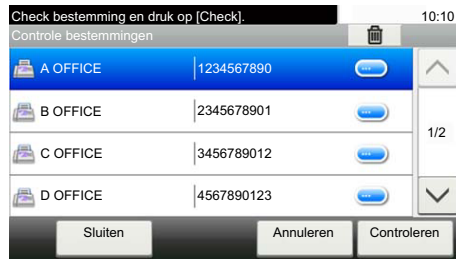 Check bestemming en druk op [Check]. 10:10
Controle bestemmingen
A OFFICE 1234567890
B OFFICE 2345678901
1/2
C OFFICE 3456789012
D OFFICE 4567890123
Sluiten Annuleren Controleren